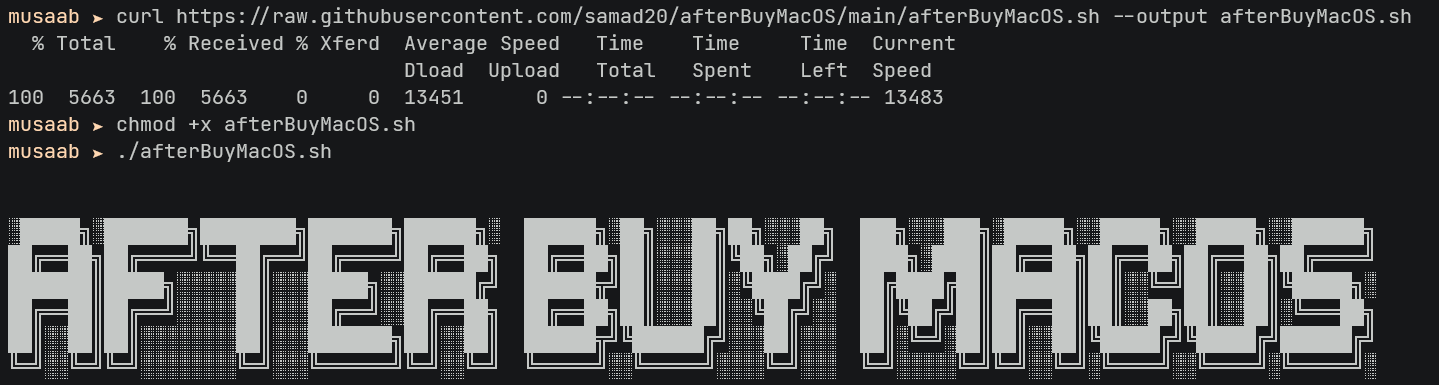 musaab ➤ curl https://raw.githubusercontent.com/samad20/afterBuyMacOS/main/afterBuyMacOS.sh --output afterBuyMacOS.sh
% Total % Received % Xferd Average Speed Time Time Time Current
Dload Upload Total Spent Left Speed
100 5663 100 5663 0 0 13451 0 --:--:-- --:--:-- --:--:-- 13483
musaab ➤ chmod +x afterBuyMacOS.sh
musaab ➤ ./afterBuyMacOS.sh
AFTER BUY MACOS